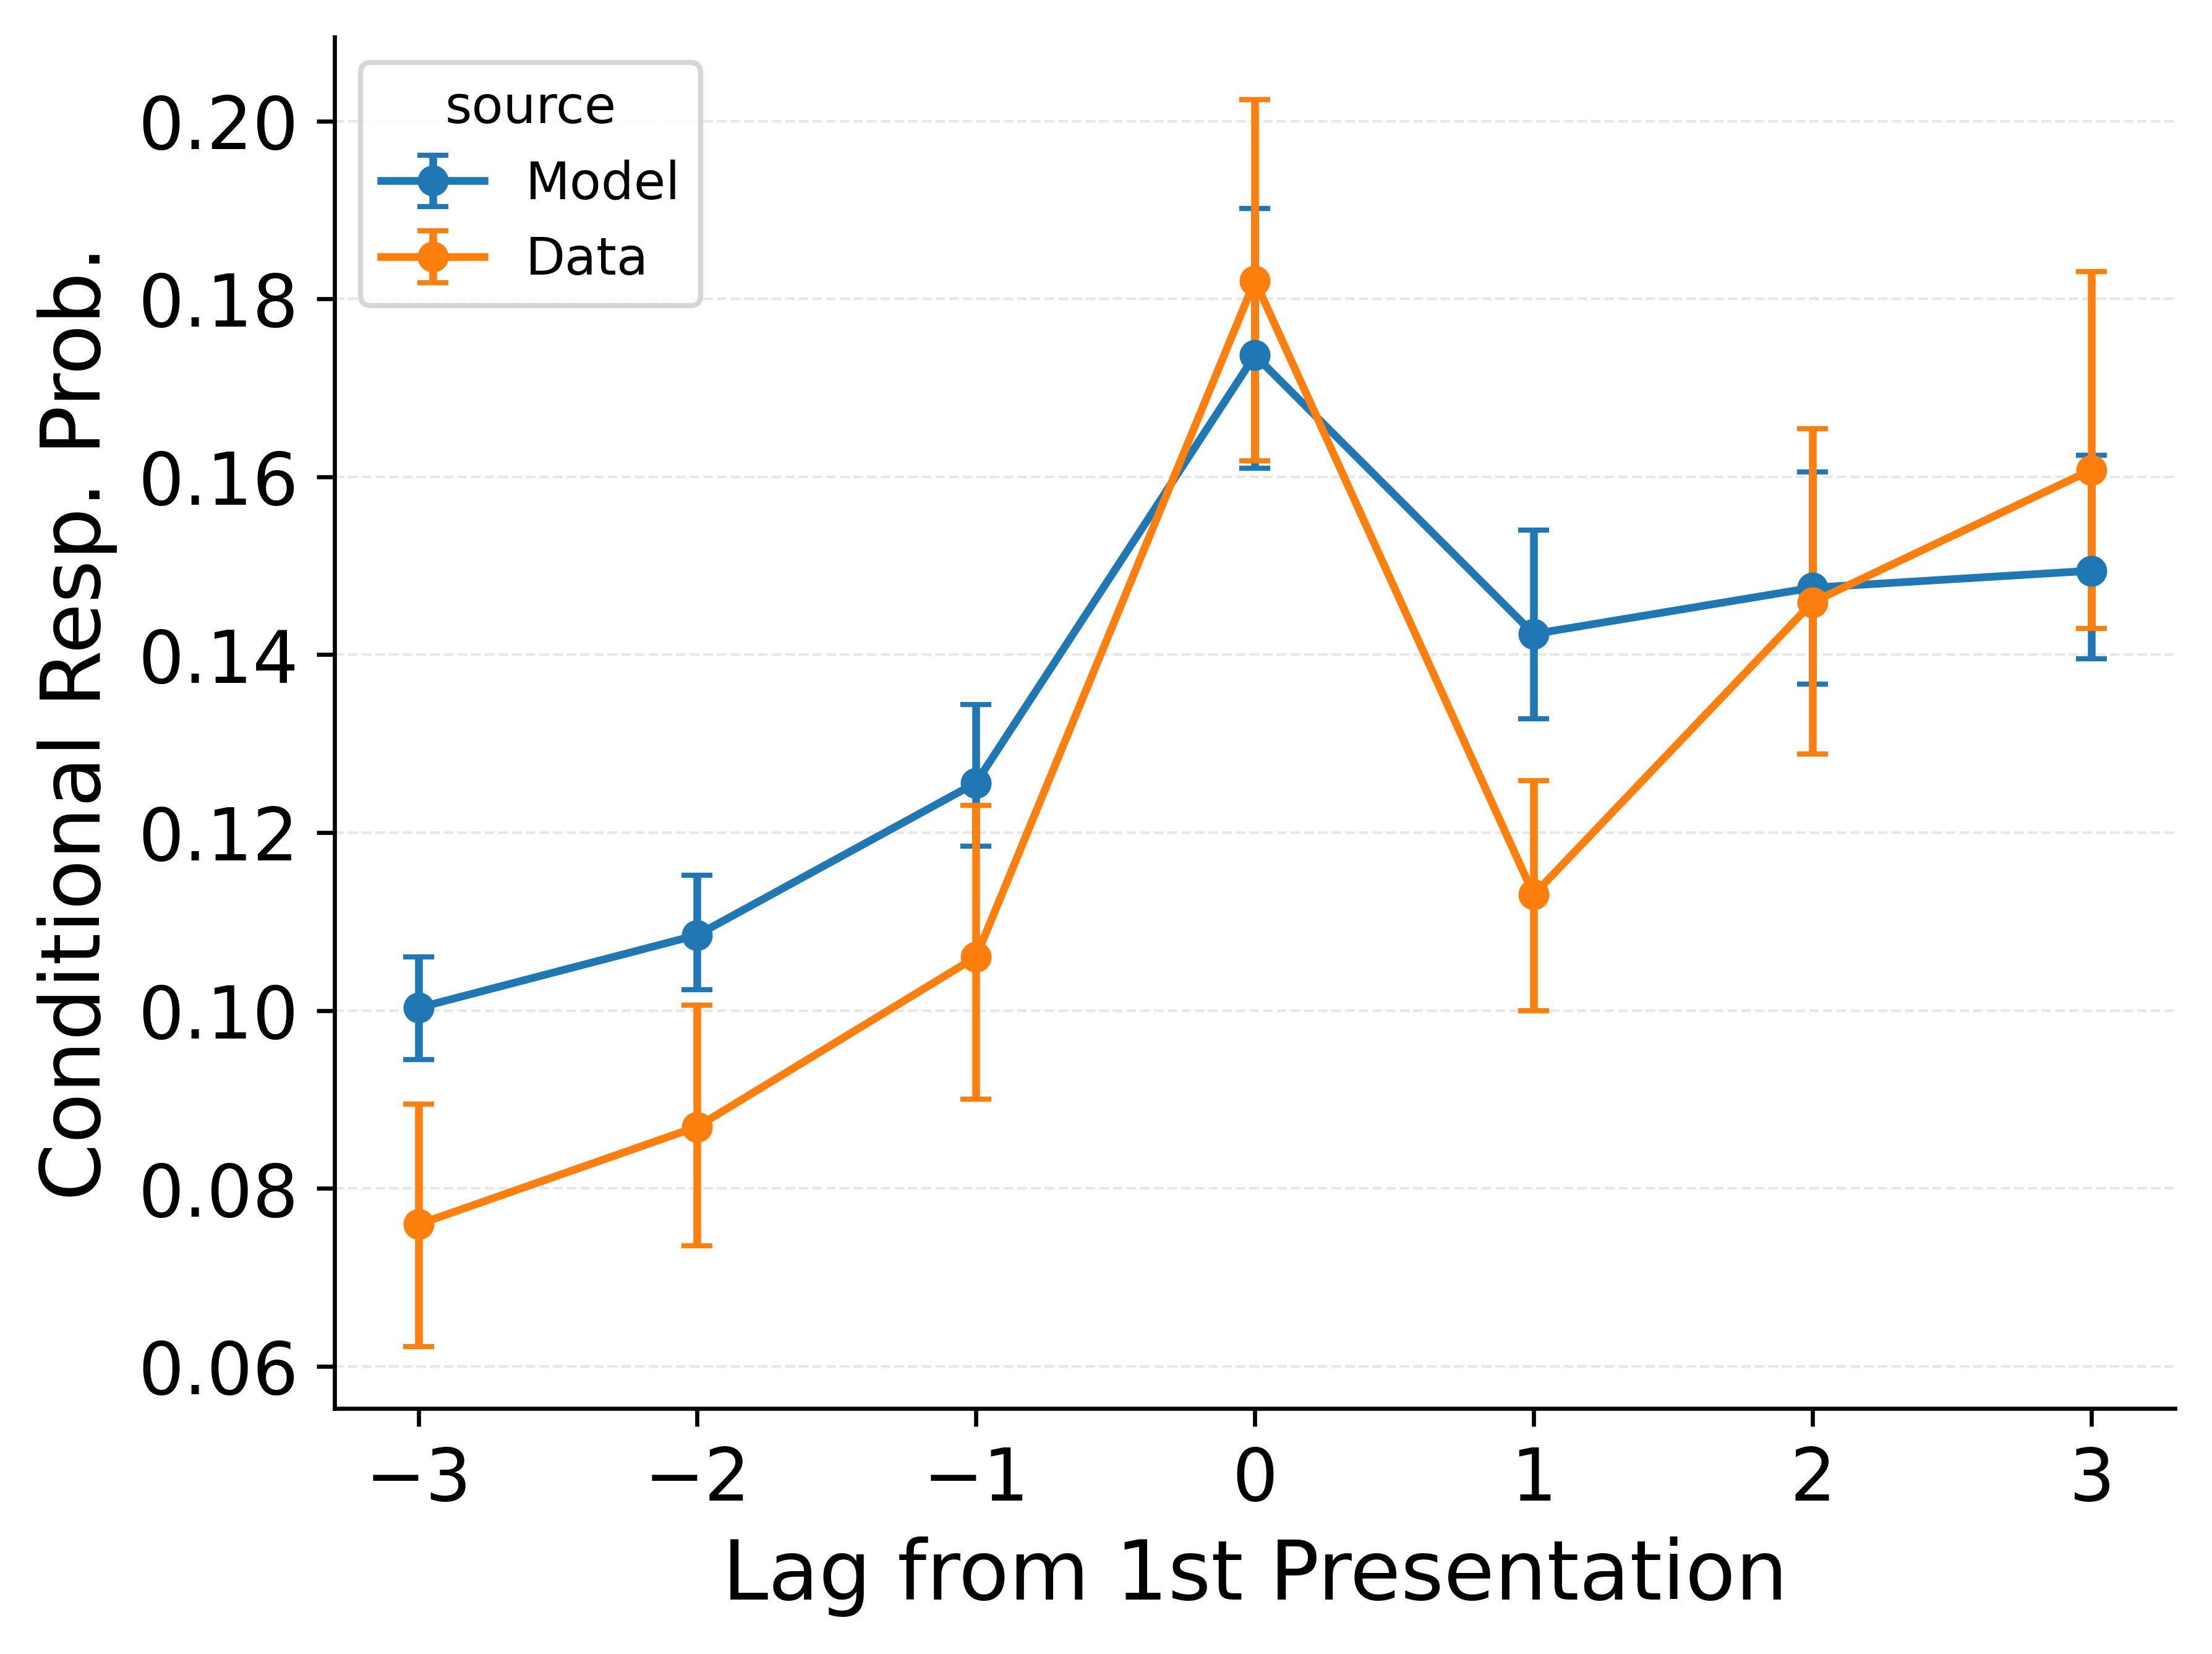 source
Model
Data
Conditional Resp. Prob.
0.20
0.18
0.16
0.14
0.12
0.10
0.08
0.06
−3 −2 −1 0 1 2 3
Lag from 1st Presentation